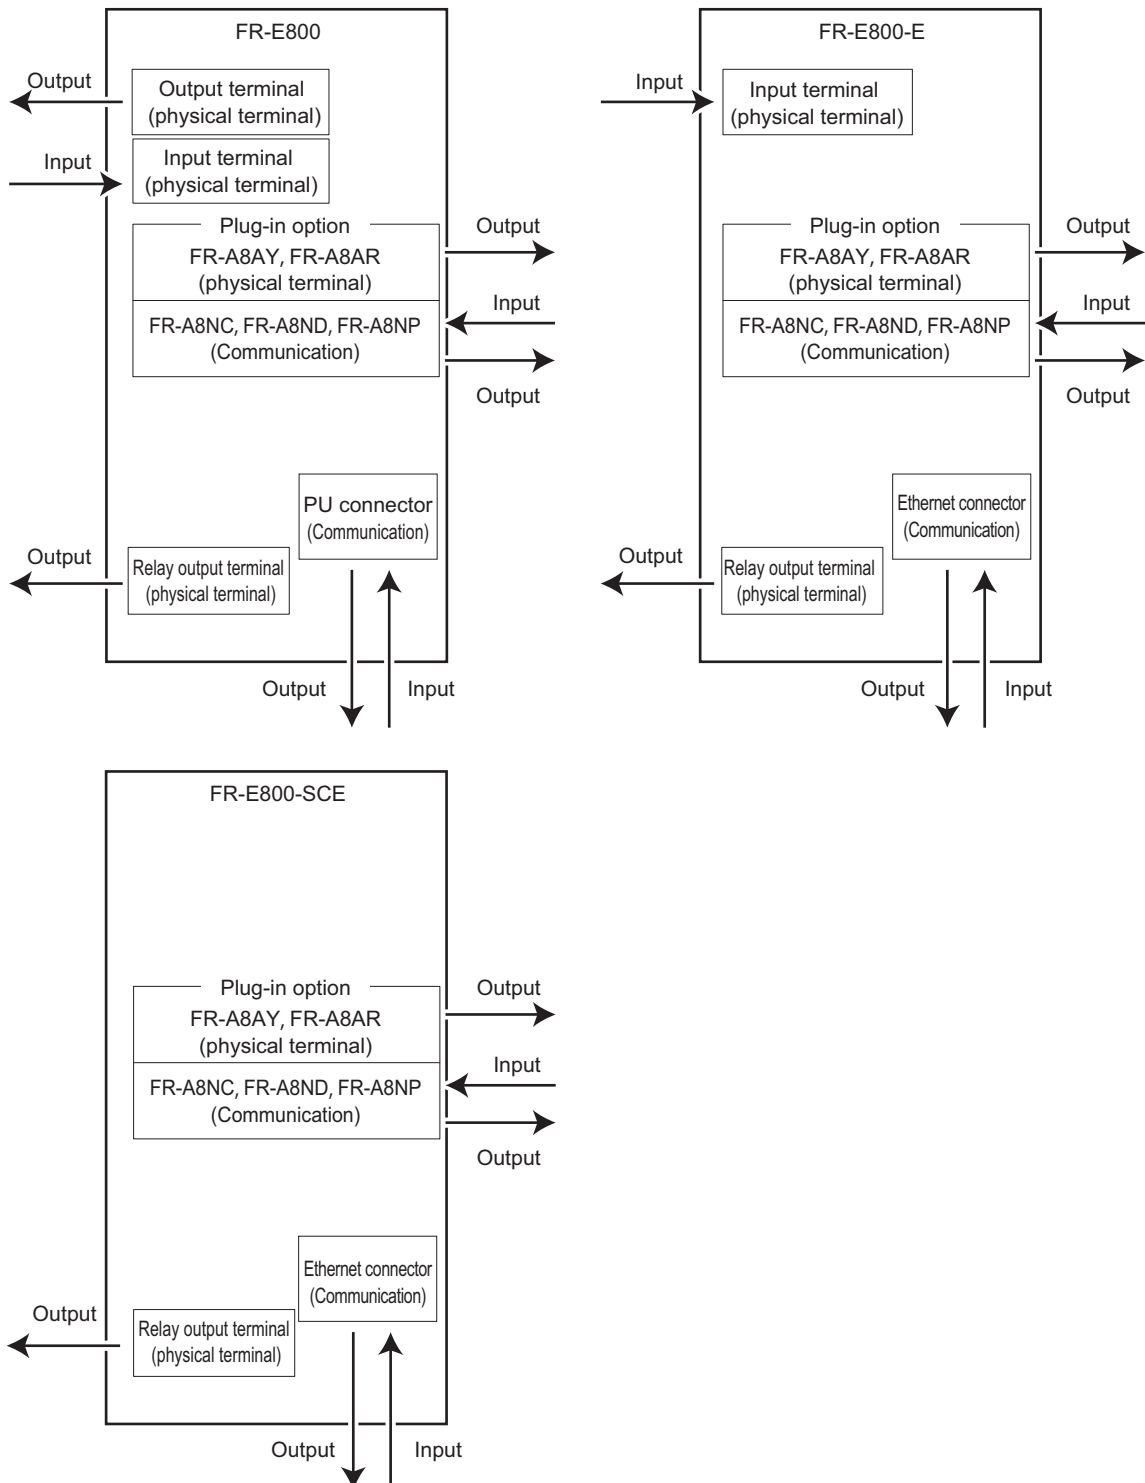 FR-E800
Output
Output terminal
(physical terminal)
Input
Input terminal
(physical terminal)
Plug-in option
FR-A8AY, FR-A8AR
(physical terminal)
Output
FR-A8NC, FR-A8ND, FR-A8NP
(Communication)
Input
Output
PU connector
(Communication)
Output
Relay output terminal
(physical terminal)
Output
Input
FR-E800-E
Input
Input terminal
(physical terminal)
Plug-in option
FR-A8AY, FR-A8AR
(physical terminal)
Output
FR-A8NC, FR-A8ND, FR-A8NP
(Communication)
Input
Output
Ethernet connector
(Communication)
Output
Relay output terminal
(physical terminal)
Output
Input
FR-E800-SCE
Plug-in option
FR-A8AY, FR-A8AR
(physical terminal)
Output
FR-A8NC, FR-A8ND, FR-A8NP
(Communication)
Input
Output
Ethernet connector
(Communication)
Output
Relay output terminal
(physical terminal)
Output
Input